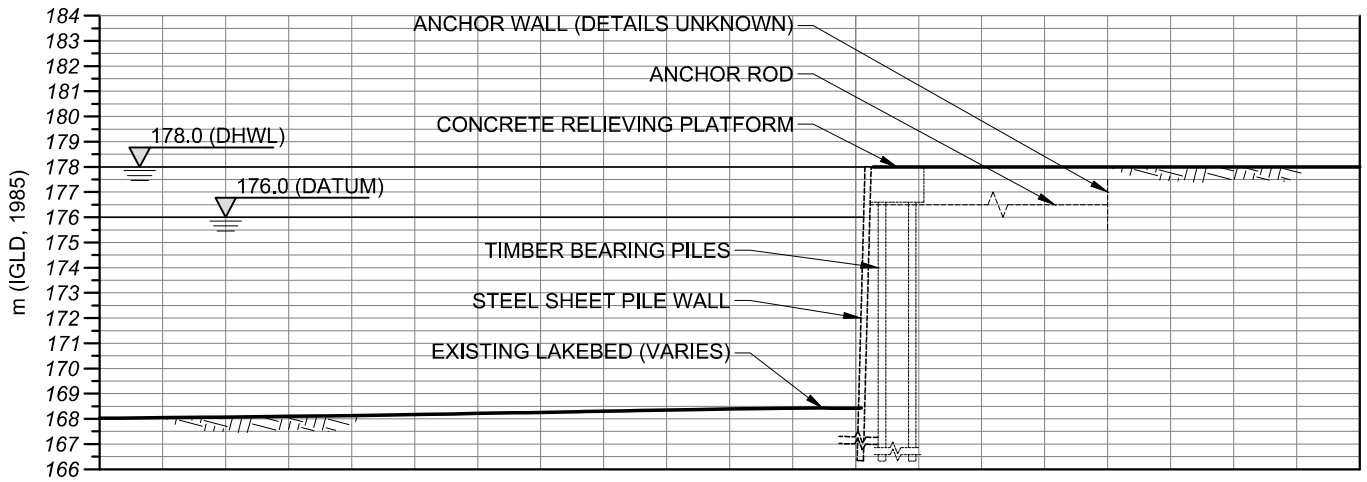 184
183
182
181
180
179
178
177
176
175
174
173
172
171
170
169
168
167
166
m (IGLD, 1985)
ANCHOR WALL (DETAILS UNKNOWN)
ANCHOR ROD
CONCRETE RELIEVING PLATFORM
178.0 (DHWL)
176.0 (DATUM)
TIMBER BEARING PILES
STEEL SHEET PILE WALL
EXISTING LAKEBED (VARIES)